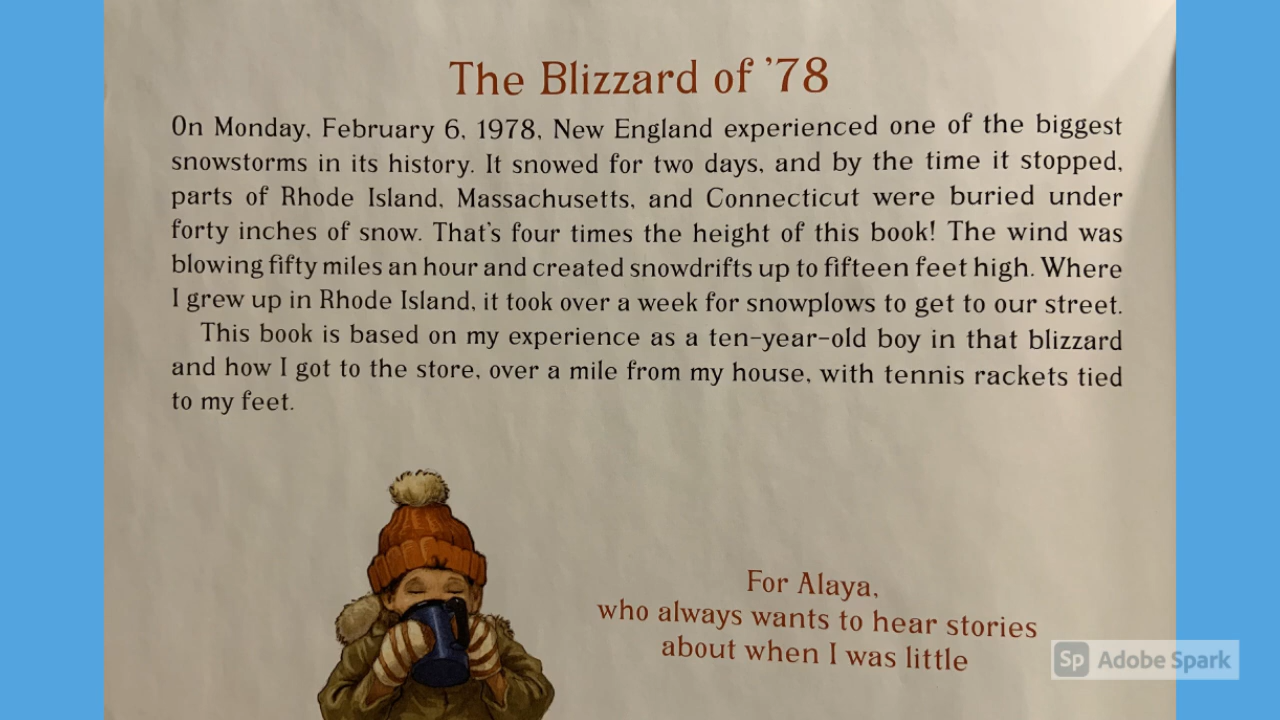 The Blizzard of '78
On Monday, February 6, 1978, New England experienced one of the biggest
snowstorms in its history. It snowed for two days, and by the time it stopped,
parts of Rhode Island, Massachusetts, and Connecticut were buried under
forty inches of snow. That's four times the height of this book! The wind was
blowing fifty miles an hour and created snowdrifts up to fifteen feet high. Where
I grew up in Rhode Island, it took over a week for snowplows to get to our street.
This book is based on my experience as a ten-year-old boy in that blizzard
and how I got to the store, over a mile from my house, with tennis rackets tied
to my feet.
For Alaya,
who always wants to hear stories
about when I was little
Sp Adobe Spark